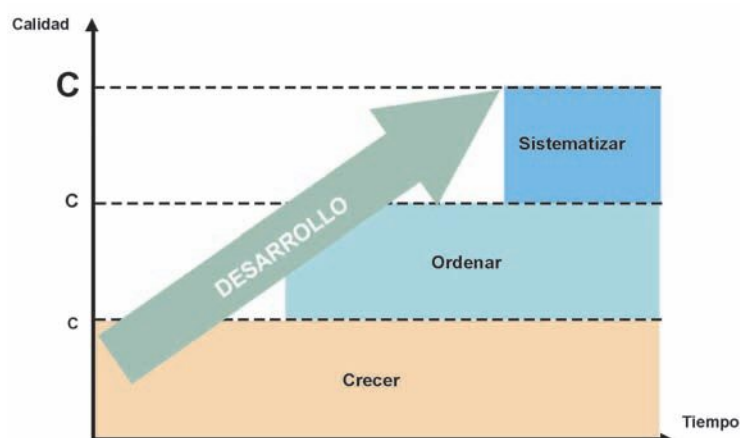 Calidad
C
Sistematizar
C
DESARROLLO
Ordenar
C
Crecer
Tiempo